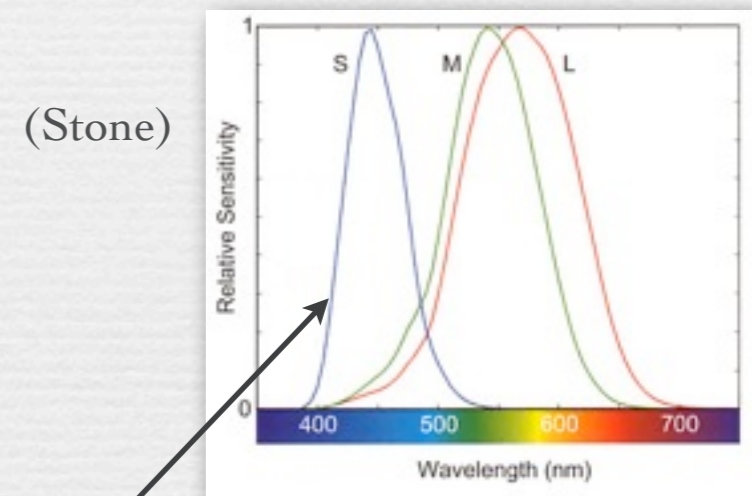 (Stone)
1
S
M
L
Relative Sensitivity
0
400 500 600 700
Wavelength (nm)